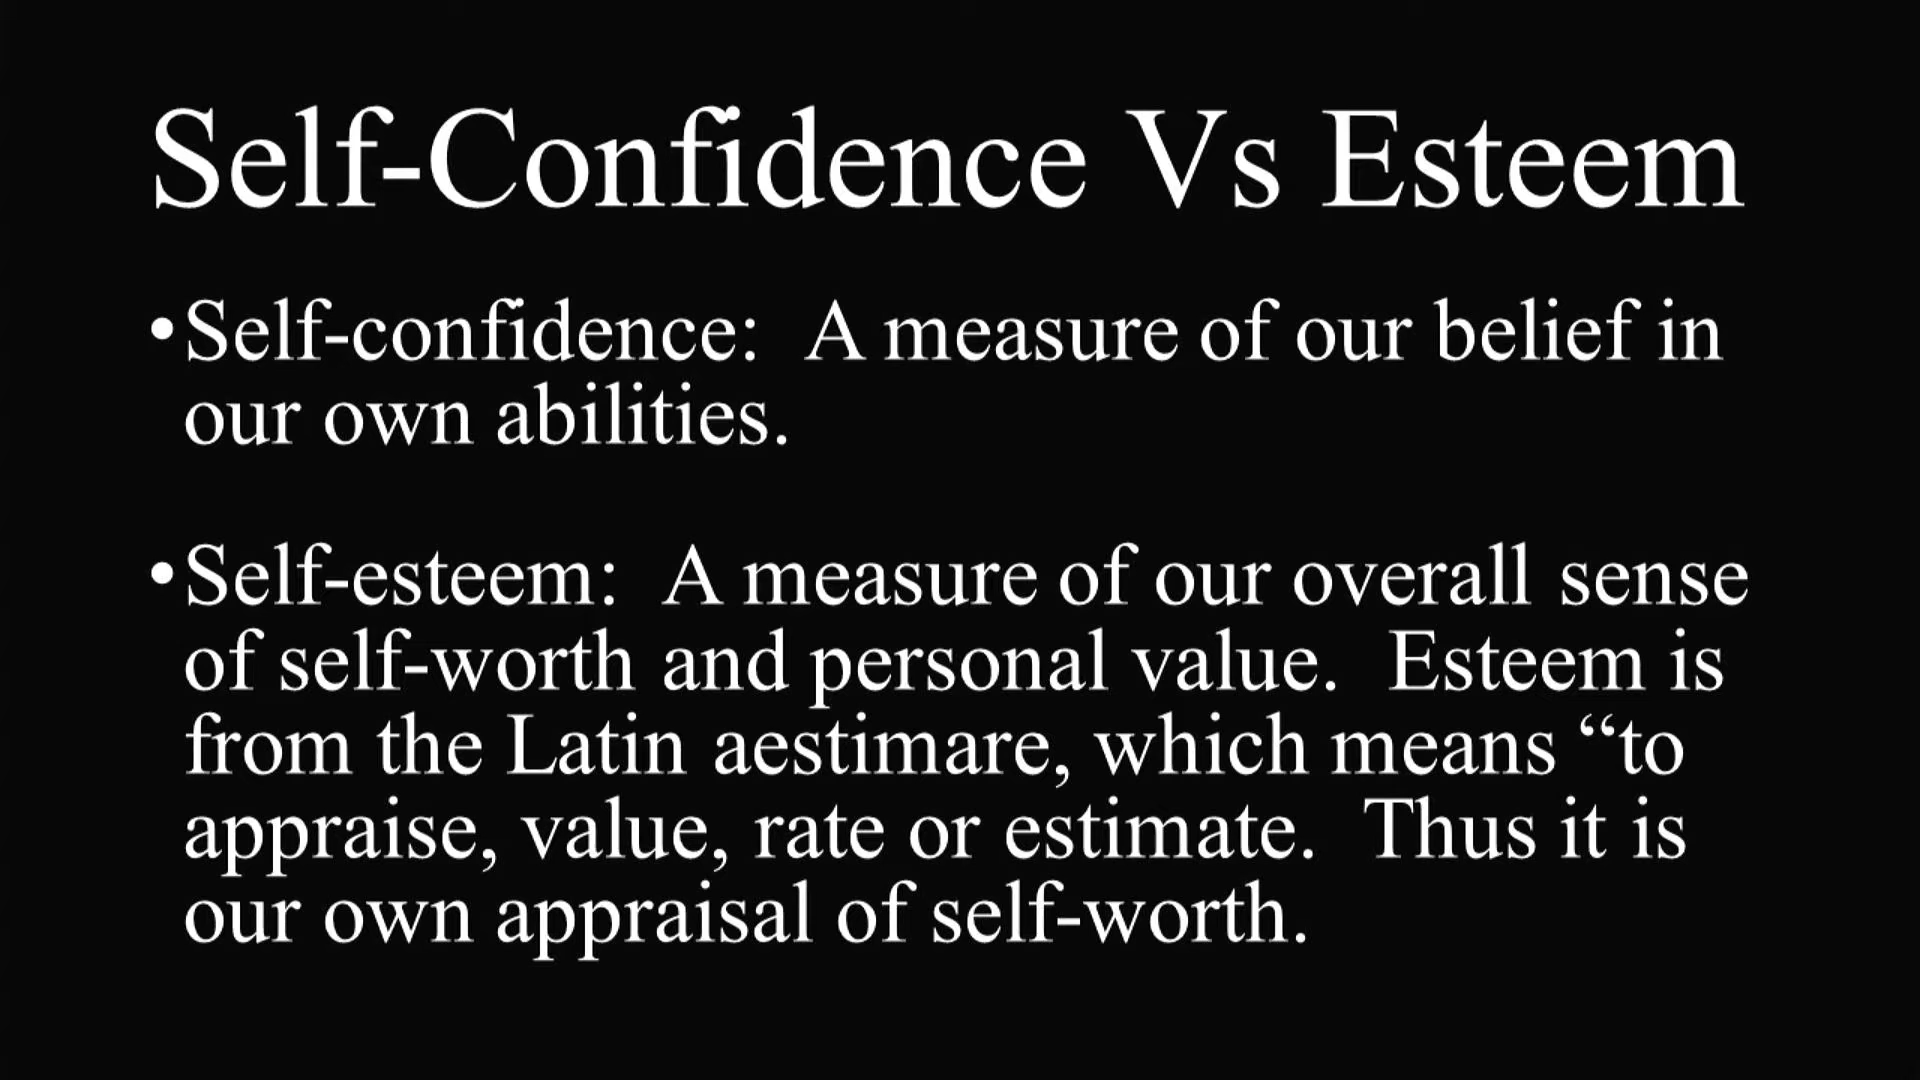 Self-Confidence Vs Esteem
•Self-confidence:  A measure of our belief in
our own abilities.
•Self-esteem:  A measure of our overall sense
of self-worth and personal value.  Esteem is
from the Latin aestimare, which means “to
appraise, value, rate or estimate.  Thus it is
our own appraisal of self-worth.